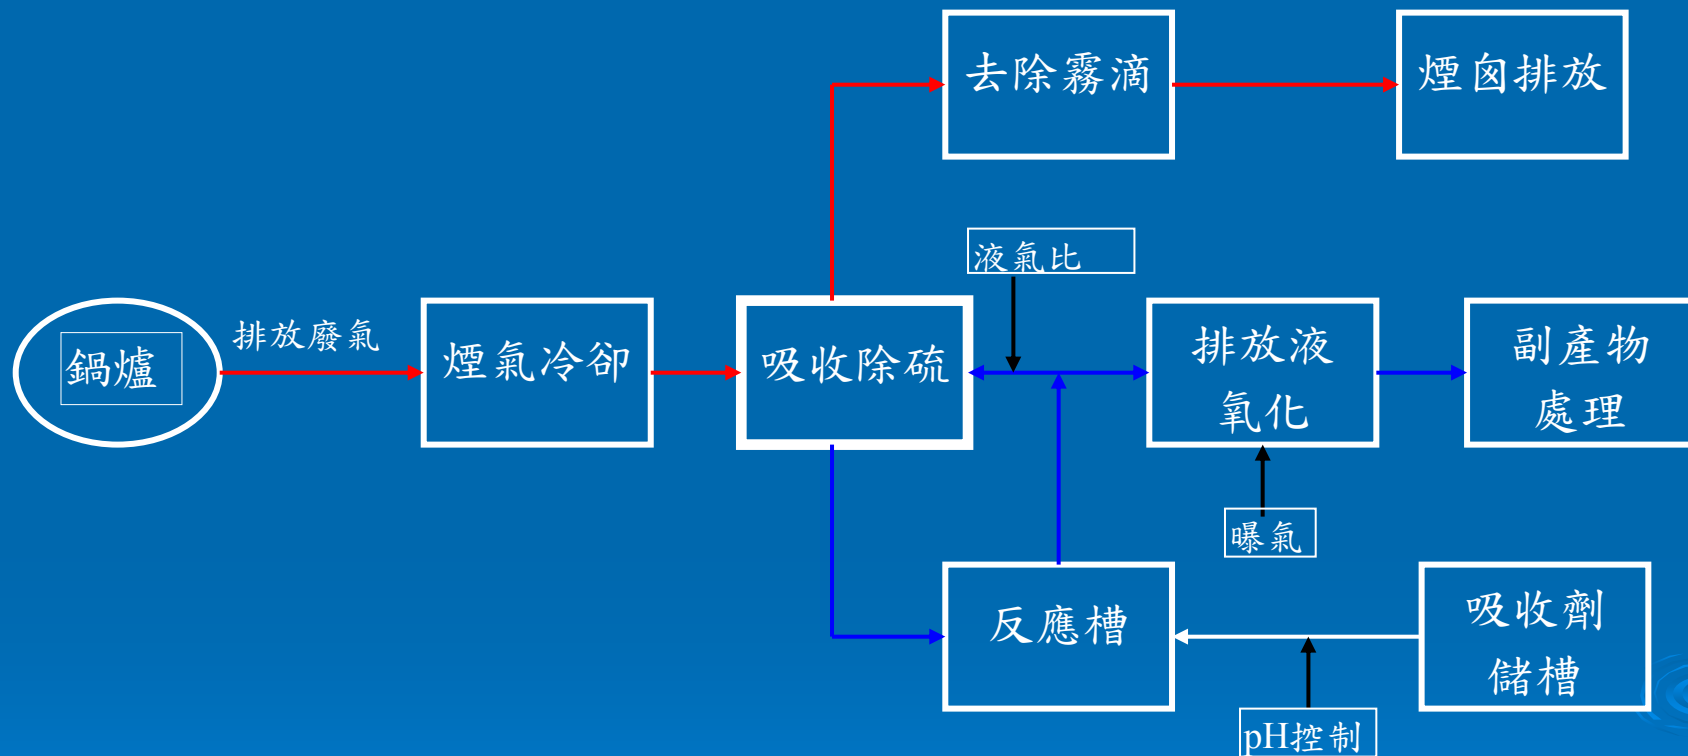 去除霧滴
煙囪排放
液氣比
鍋爐
排放廢氣
煙氣冷卻
吸收除硫
排放液
氧化
副產物
處理
曝氣
反應槽
吸收劑
儲槽
pH控制